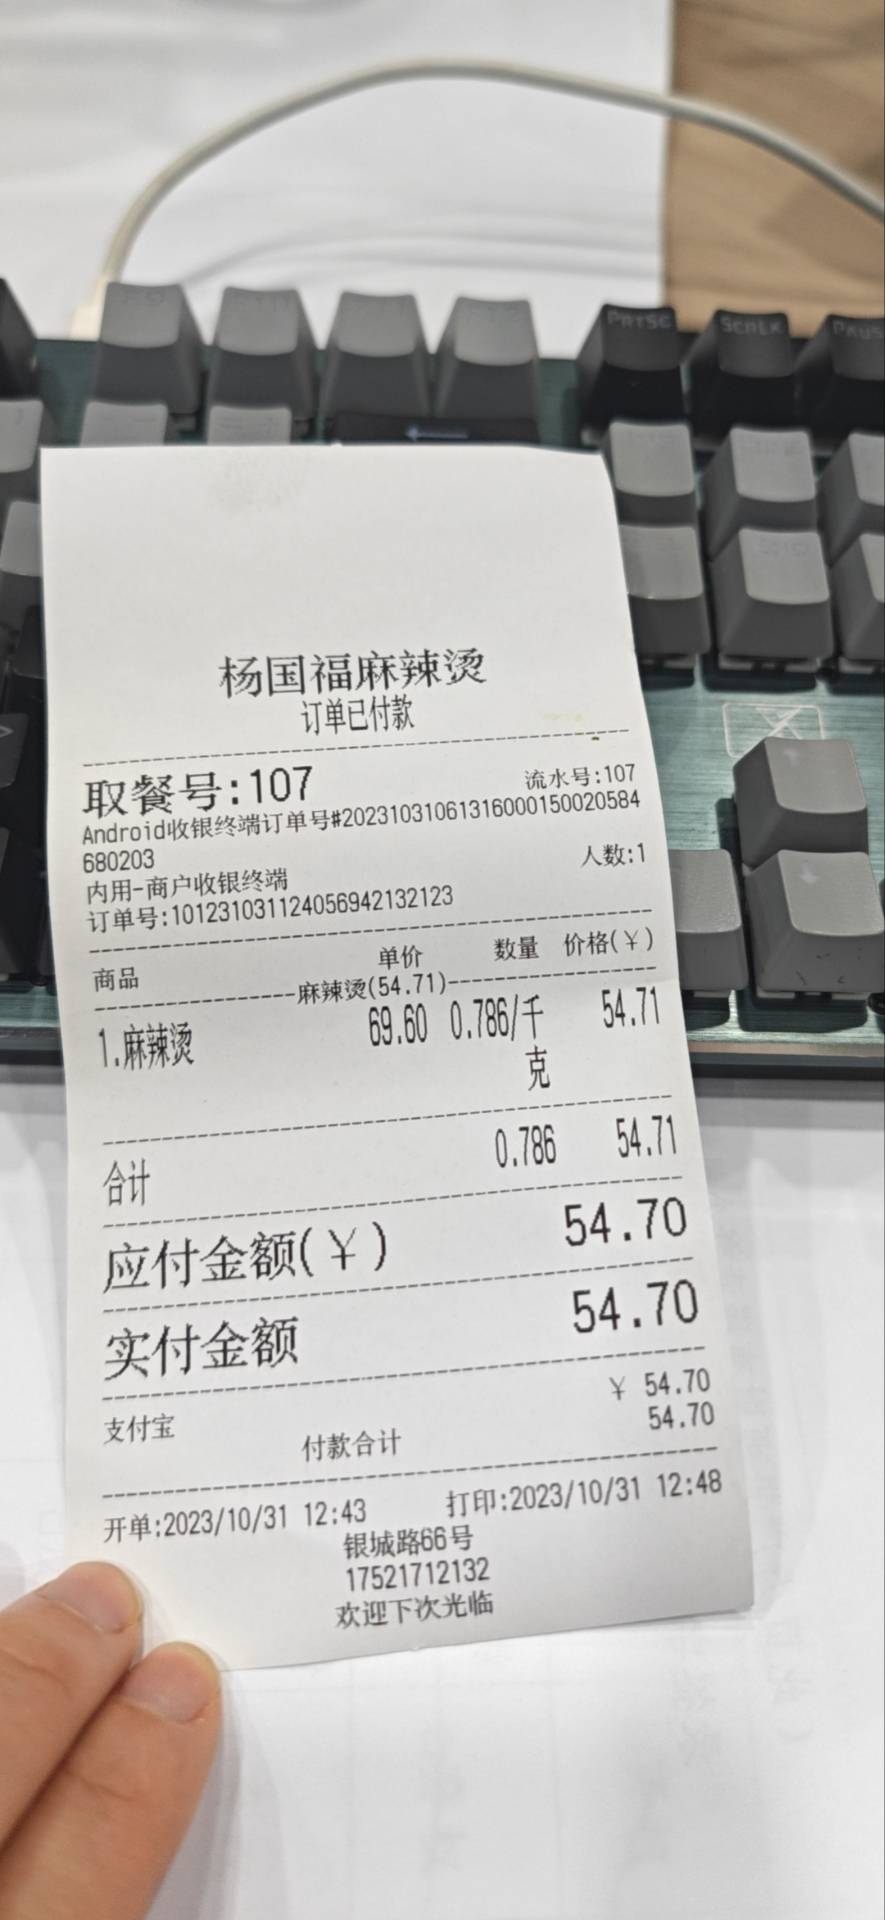 PRTSC
SCRLK
PAUS
杨国福麻辣烫
订单已付款
取餐号:107
流水号:107
Android收银终端订单号#20231031061316000150020584
680203
人数:1
内用-商户收银终端
订单号:101231031124056942132123
商品 单价 数量 价格(¥)
麻辣烫(54.71)
1.麻辣烫 69.60 0.786/千 54.71
克
合计 0.786 54.71
应付金额(¥) 54.70
实付金额 54.70
支付宝 ¥ 54.70
付款合计 54.70
开单:2023/10/31 12:43 打印:2023/10/31 12:48
银城路66号
17521712132
欢迎下次光临